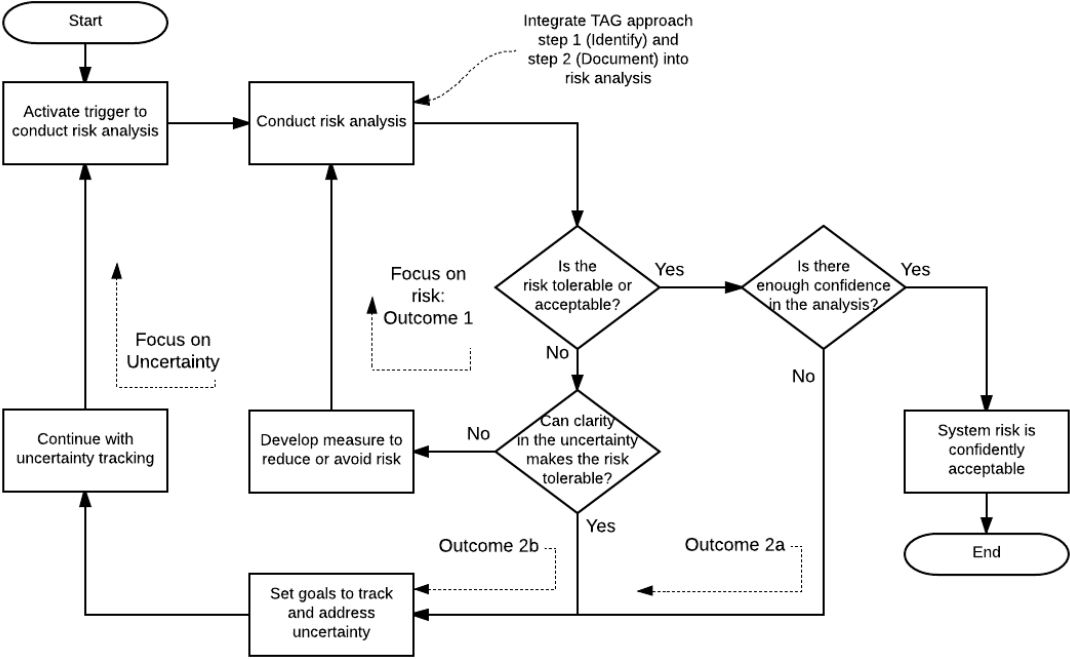 Start
Integrate TAG approach
step 1 (Identify) and
step 2 (Document) into
risk analysis
Activate trigger to
conduct risk analysis
Conduct risk analysis
Is the
risk tolerable or
acceptable?
Yes
Is there
enough confidence
in the analysis?
Yes
Focus on
risk:
Outcome 1
Focus on
Uncertainty
No
No
Can clarity
in the uncertainty
makes the risk
tolerable?
No
Yes
Continue with
uncertainty tracking
Develop measure to
reduce or avoid risk
System risk is
confidently
acceptable
Outcome 2b
Outcome 2a
End
Set goals to track
and address
uncertainty